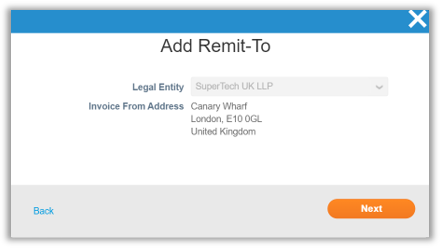 Add Remit-To
Legal Entity SuperTech UK LLP
Invoice From Address Canary Wharf
London, E10 0GL
United Kingdom
Back Next